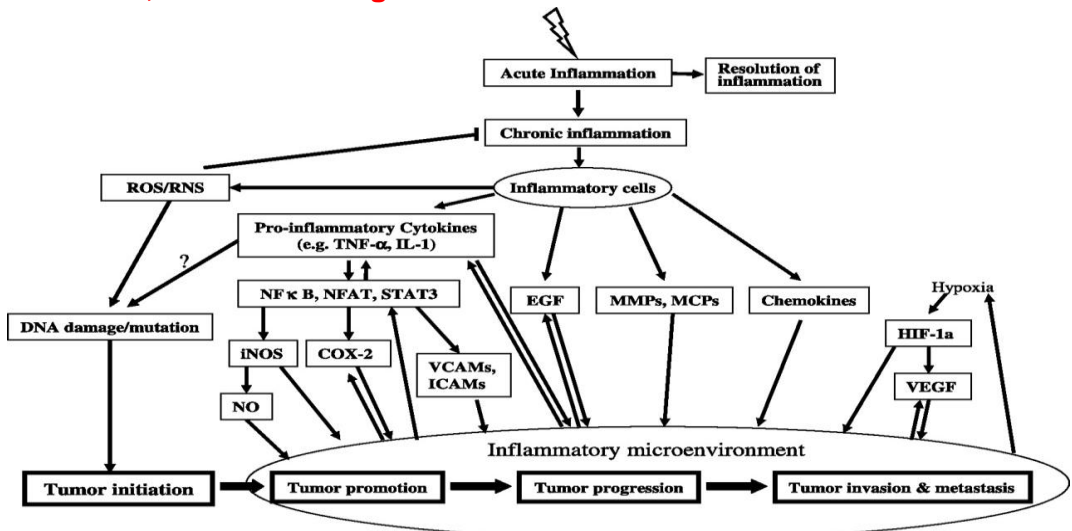 Acute Inflammation
Resolution of
inflammation
Chronic inflammation
ROS/RNS
Inflammatory cells
Pro-inflammatory Cytokines
(e.g. TNF-α, IL-1)
?
NFκ B, NFAT, STAT3
EGF
MMPs, MCPs
Chemokines
Hypoxia
DNA damage/mutation
HIF-1a
iNOS
COX-2
VCAMs,
ICAMs
VEGF
NO
Inflammatory microenvironment
Tumor initiation
Tumor promotion
Tumor progression
Tumor invasion & metastasis